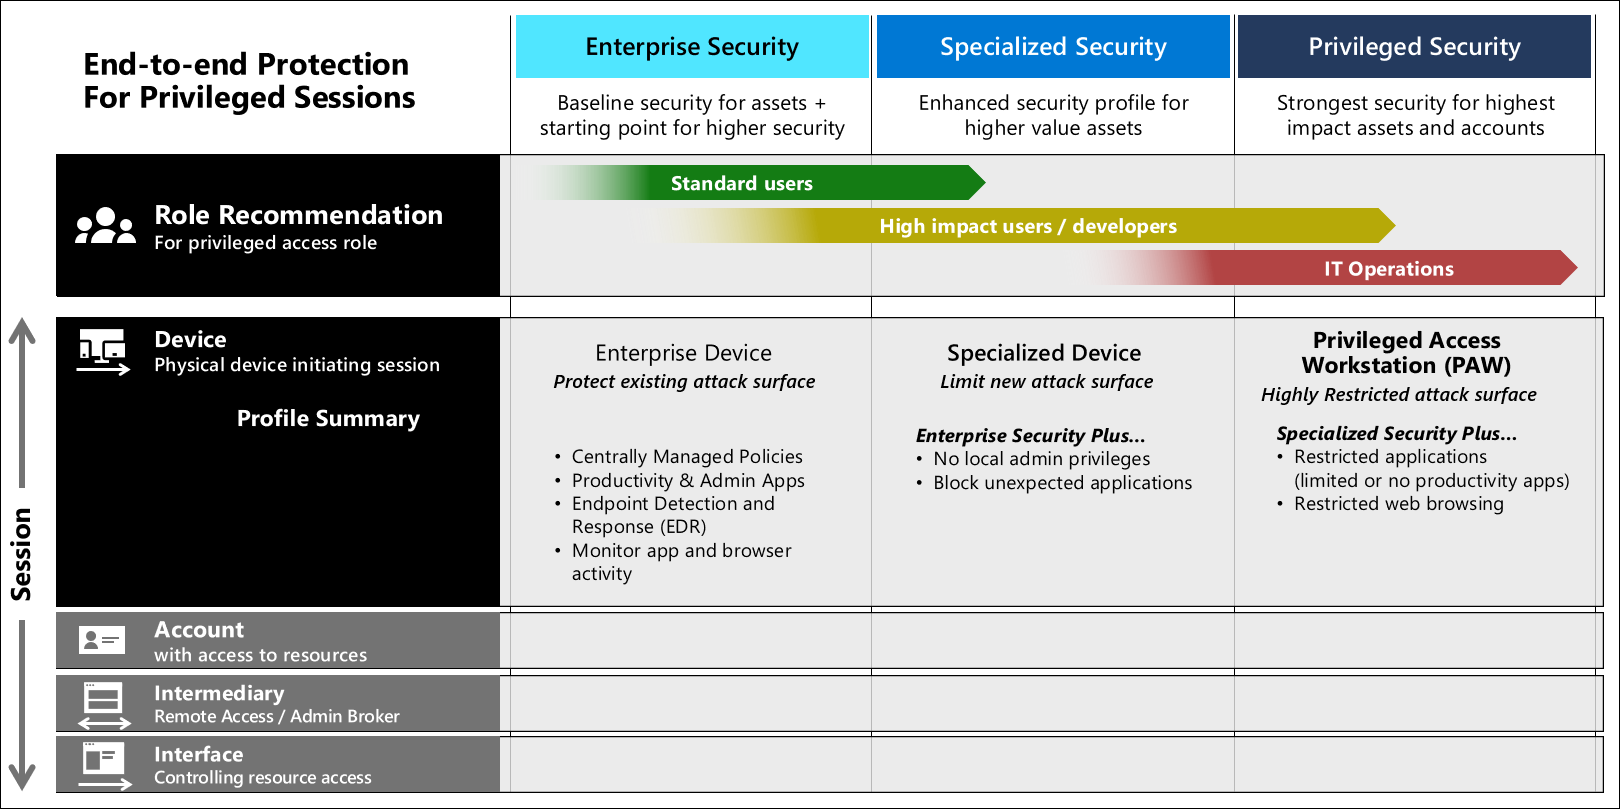 End-to-end Protection
For Privileged Sessions
Enterprise Security
Specialized Security
Privileged Security
Baseline security for assets +
starting point for higher security
Enhanced security profile for
higher value assets
Strongest security for highest
impact assets and accounts
Role Recommendation
For privileged access role
Standard users
High impact users / developers
IT Operations
Session
Device
Physical device initiating session
Profile Summary
Enterprise Device
Protect existing attack surface
• Centrally Managed Policies
• Productivity & Admin Apps
• Endpoint Detection and
Response (EDR)
• Monitor app and browser
activity
Specialized Device
Limit new attack surface
Enterprise Security Plus...
• No local admin privileges
• Block unexpected applications
Privileged Access
Workstation (PAW)
Highly Restricted attack surface
Specialized Security Plus...
• Restricted applications
(limited or no productivity apps)
• Restricted web browsing
Account
with access to resources
Intermediary
Remote Access / Admin Broker
Interface
Controlling resource access